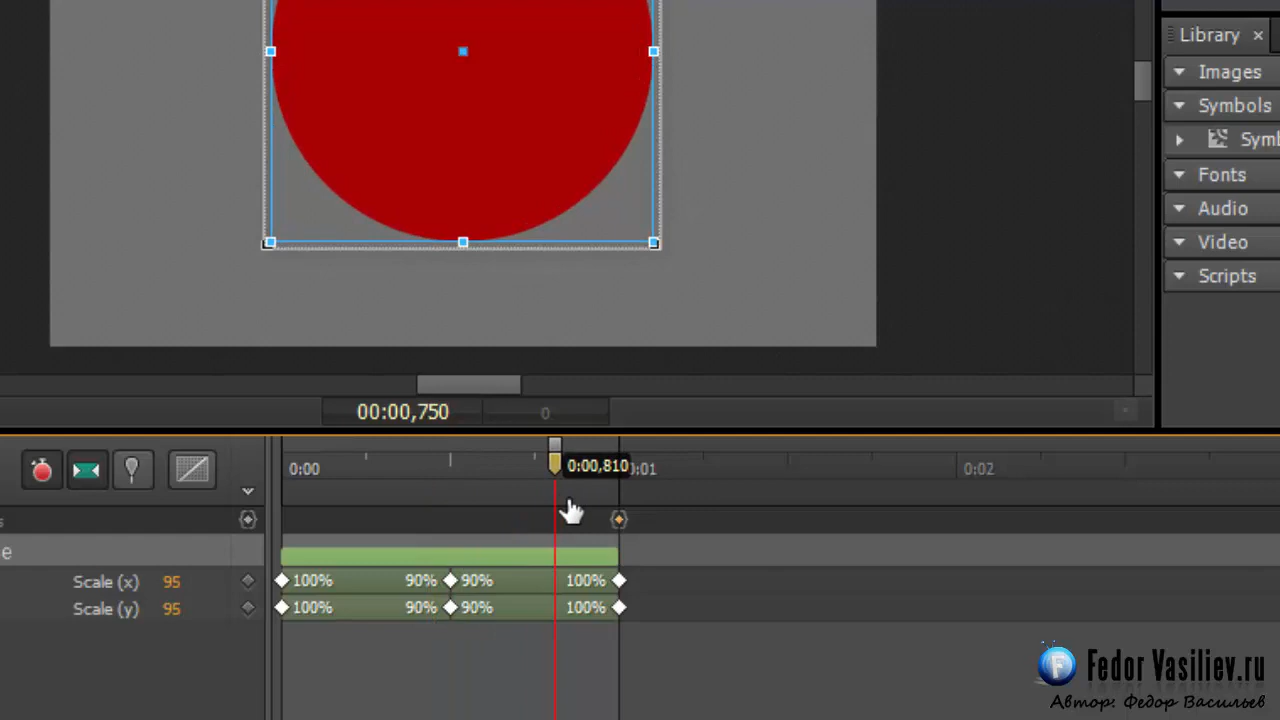 Library ×
Images
Symbols
Symb
Fonts
Audio
Video
Scripts
00:00,750 0
0:00 0:00,810 0:01 0:02
s
e
Scale (x) 95 100% 90% 90% 100%
Scale (y) 95 100% 90% 90% 100%
F Fedor Vasiliev.ru
Автор: Федор Васильев